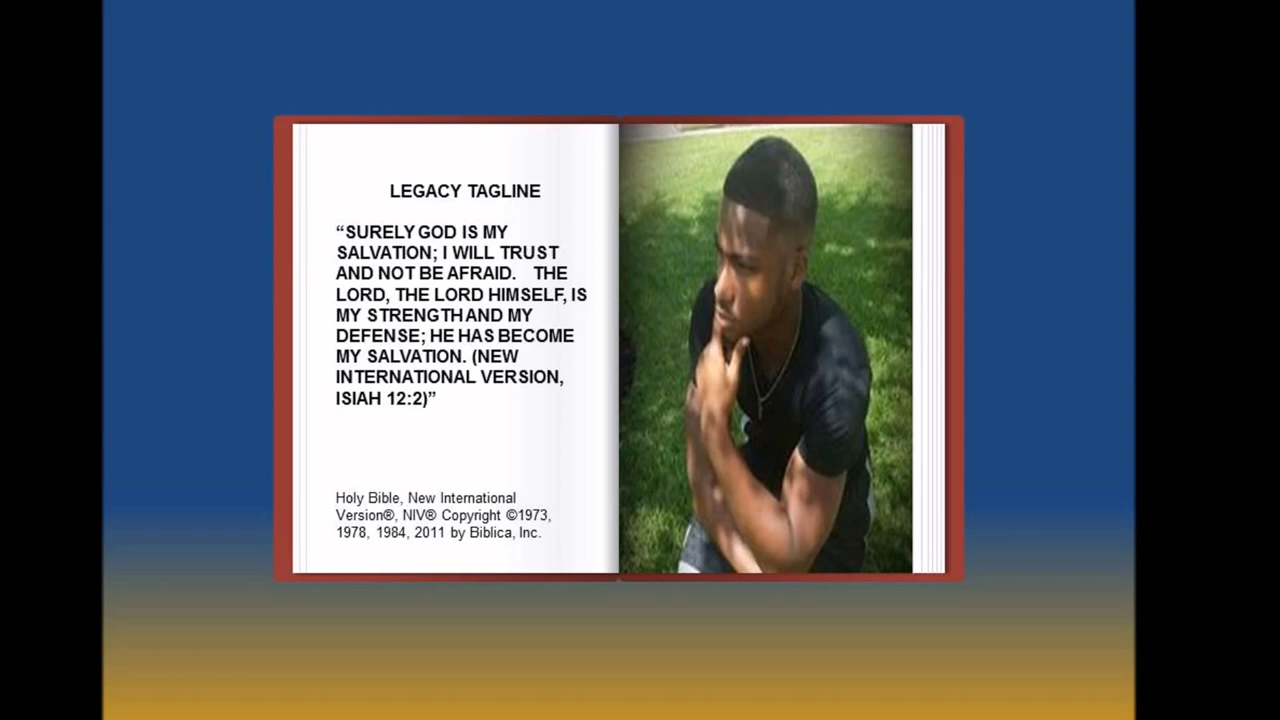 LEGACY TAGLINE
“SURELY GOD IS MY
SALVATION; I WILL TRUST
AND NOT BE AFRAID. THE
LORD, THE LORD HIMSELF, IS
MY STRENGTH AND MY
DEFENSE; HE HAS BECOME
MY SALVATION. (NEW
INTERNATIONAL VERSION,
ISIAH 12:2)”
Holy Bible, New International
Version®, NIV® Copyright ©1973,
1978, 1984, 2011 by Biblica, Inc.